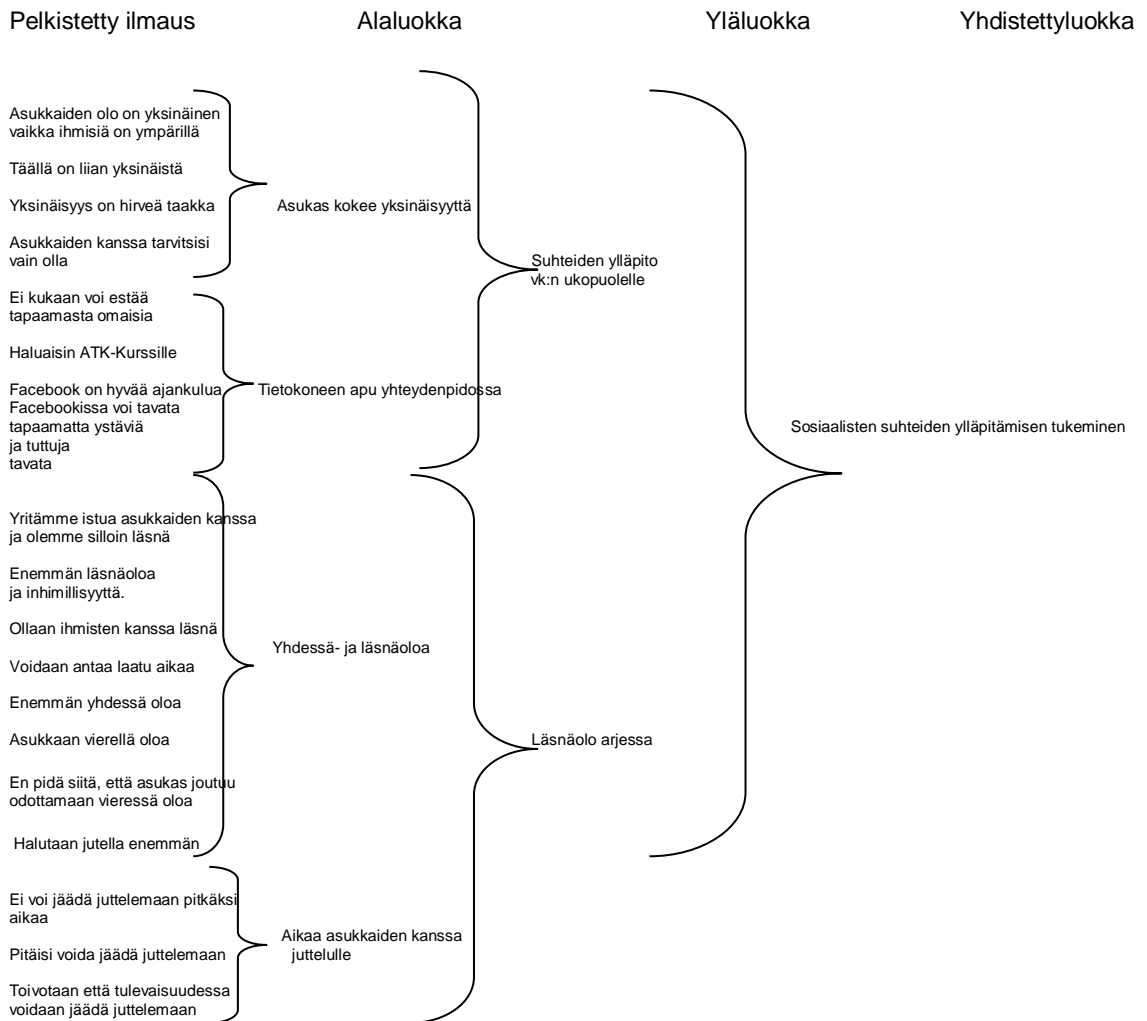 Pelkistetty ilmaus Alaluokka Yläluokka Yhdistettyluokka
Asukkaiden olo on yksinäinen
vaikka ihmisiä on ympärillä
Täällä on liian yksinäistä
Yksinäisyys on hirveä taakka
Asukkaiden kanssa tarvitsisi
vain olla
Ei kukaan voi estää
tapaamasta omaisia
Haluaisin ATK-Kurssille
Facebook on hyvää ajankulua
Facebookissa voi tavata
tapaamatta ystäviä
ja tuttuja
tavata
Yritämme istua asukkaiden kanssa
ja olemme silloin läsnä
Enemmän läsnäoloa
ja inhimillisyyttä.
Ollaan ihmisten kanssa läsnä
Voidaan antaa laatu aikaa
Enemmän yhdessä oloa
Asukkaan vierellä oloa
En pidä siitä, että asukas joutuu
odottamaan vieressä oloa
Halutaan jutella enemmän
Ei voi jäädä juttelemaan pitkäksi
aikaa
Pitäisi voida jäädä juttelemaan
Toivotaan että tulevaisuudessa
voidaan jäädä juttelemaan
Asukas kokee yksinäisyyttä
Tietokoneen apu yhteydenpidossa
Yhdessä- ja läsnäoloa
Aikaa asukkaiden kanssa
juttelulle
Suhteiden ylläpito
vk:n ukopuolelle
Läsnäolo arjessa
Sosiaalisten suhteiden ylläpitämisen tukeminen